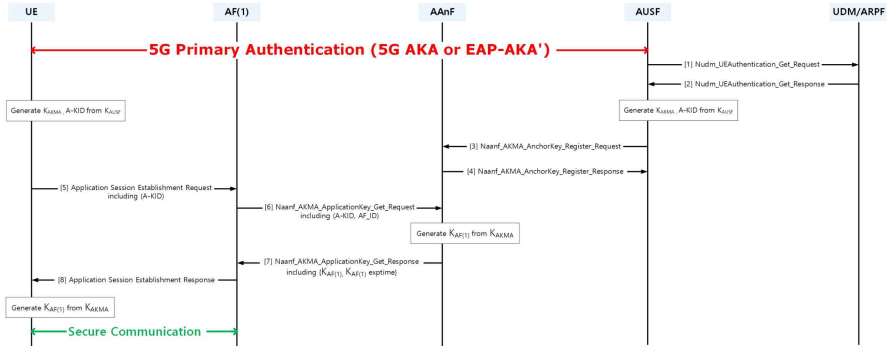 UE AF(1) AAnF AUSF UDM/ARPF
5G Primary Authentication (5G AKA or EAP-AKA')
[1] Nudm_UEAuthentication_Get_Request
[2] Nudm_UEAuthentication_Get_Response
Generate KAKMA, A-KID from KAUSF
Generate KAKMA, A-KID from KAUSF
[3] Naanf_AKMA_AnchorKey_Register_Request
[4] Naanf_AKMA_AnchorKey_Register_Response
[5] Application Session Establishment Request
including (A-KID)
[6] Naanf_AKMA_ApplicationKey_Get_Request
including (A-KID, AF_ID)
Generate KAF(1) from KAKMA
[7] Naanf_AKMA_ApplicationKey_Get_Response
including (KAF(1), KAF(1) exptime)
[8] Application Session Establishment Response
Generate KAF(1) from KAKMA
Secure Communication